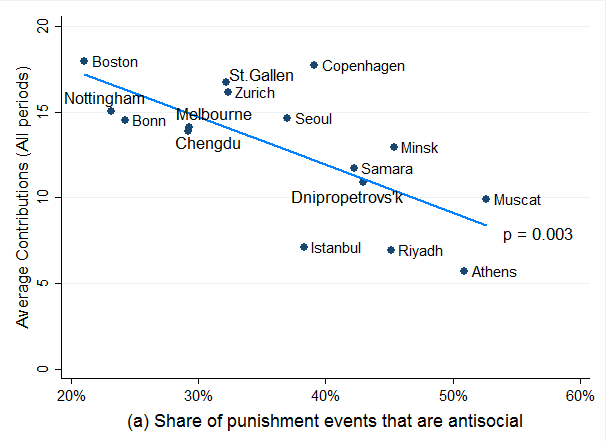 Average Contributions (All periods)
20
15
10
5
0
Boston
Copenhagen
St.Gallen
Zurich
Nottingham
Bonn
Melbourne
Chengdu
Seoul
Minsk
Samara
Dnipropetrovs'k
Muscat
p = 0.003
Istanbul
Riyadh
Athens
20% 30% 40% 50% 60%
(a) Share of punishment events that are antisocial